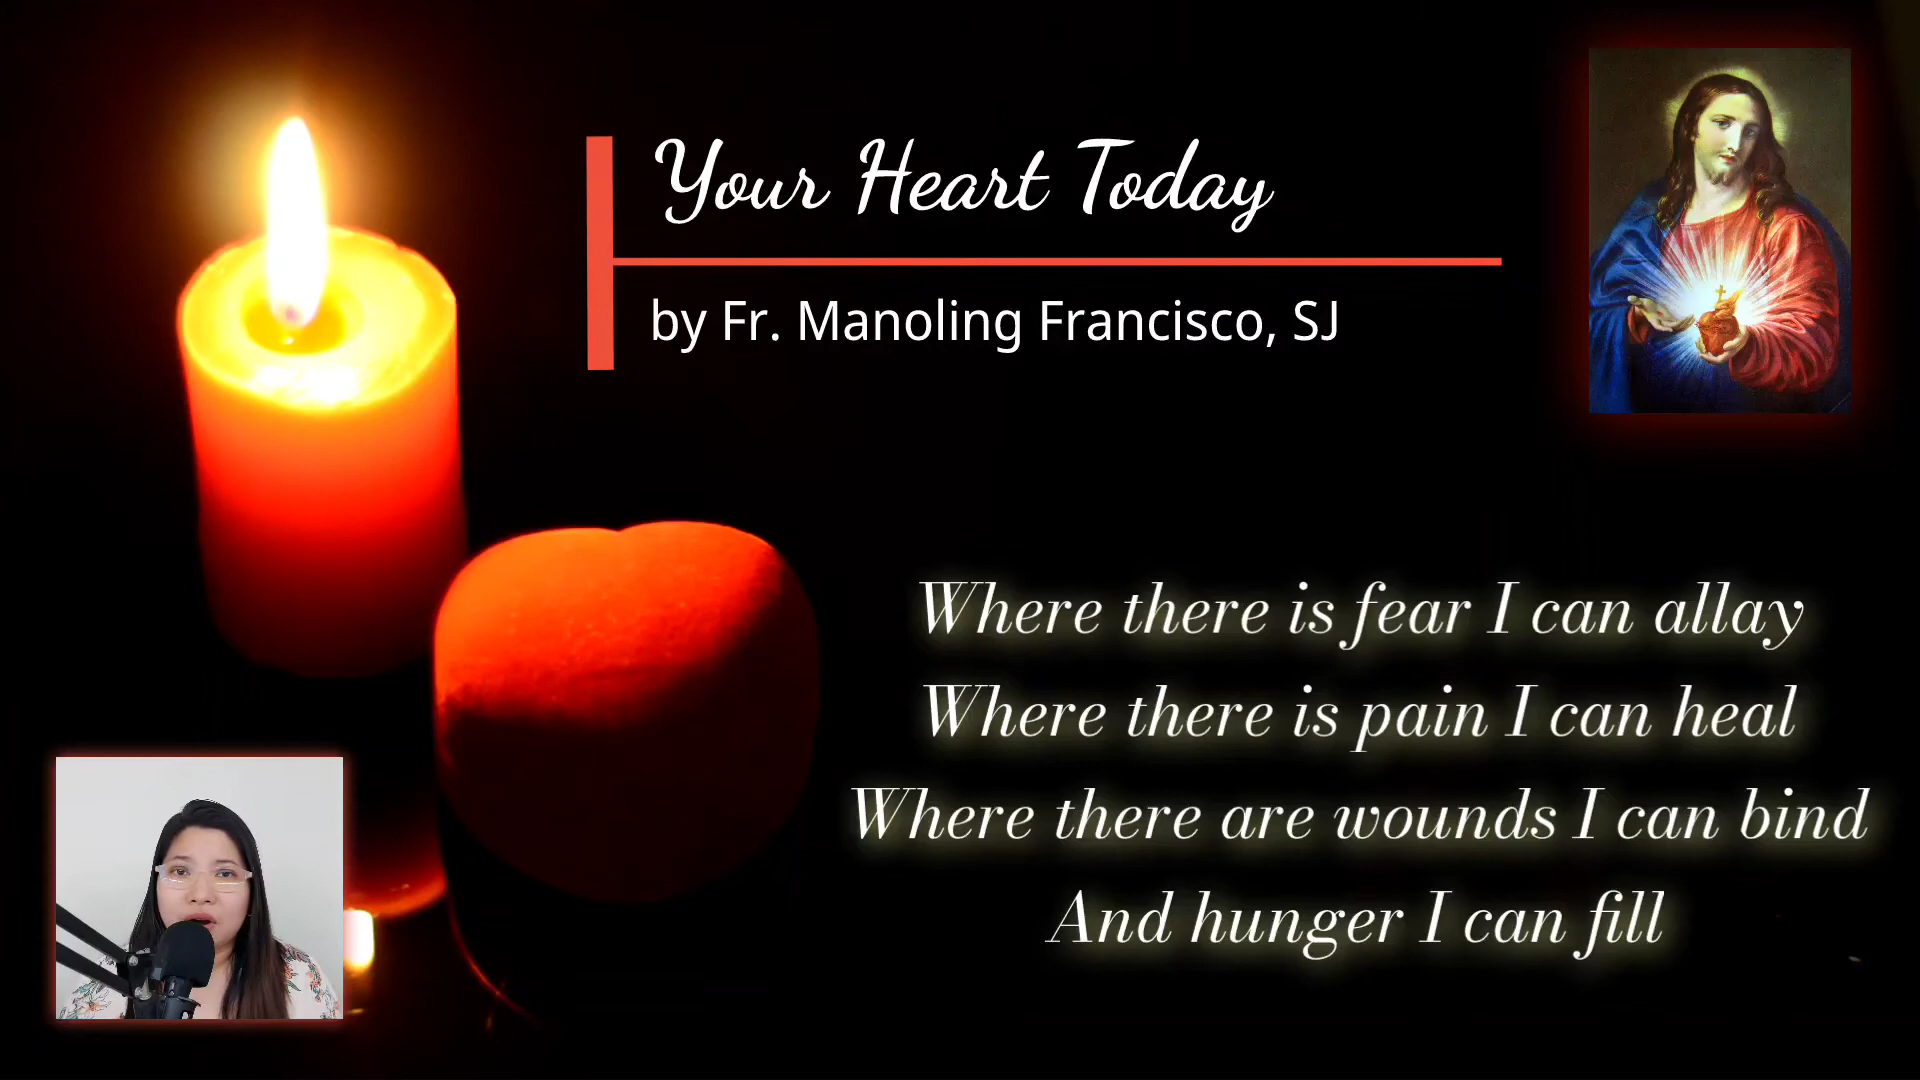 Your Heart Today
by Fr. Manoling Francisco, SJ
Where there is fear I can allay
Where there is pain I can heal
Where there are wounds I can bind
And hunger I can fill